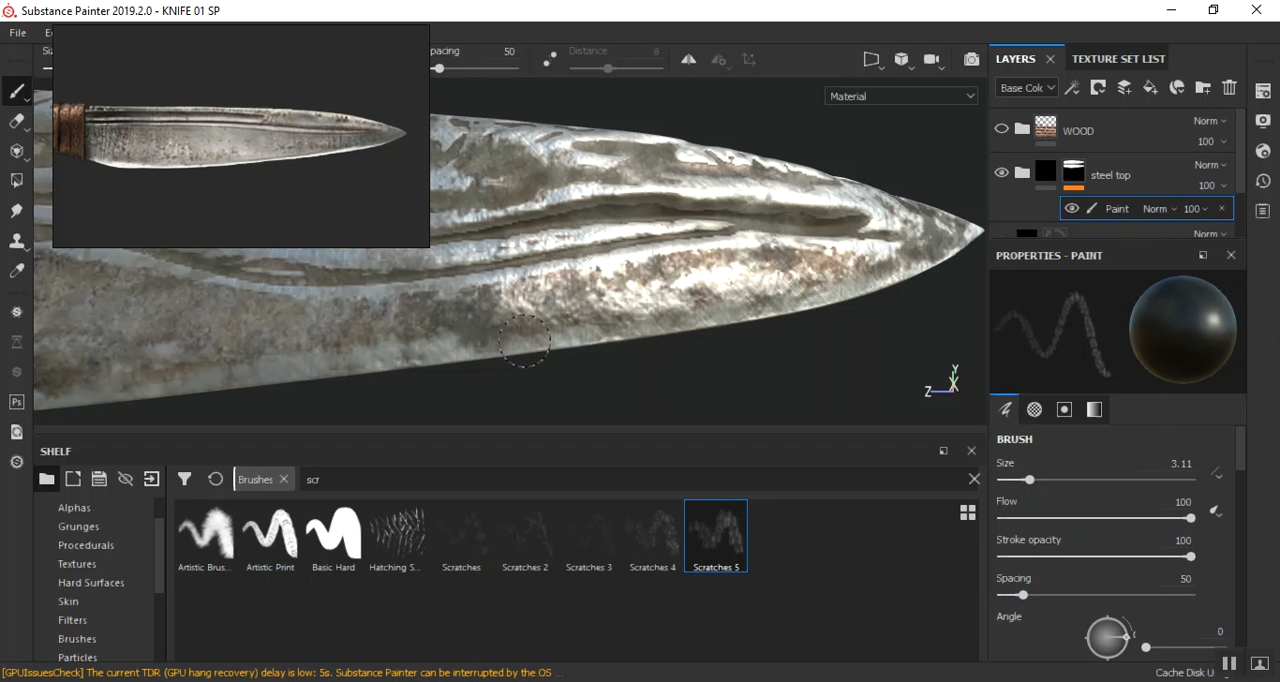 Substance Painter 2019.2.0 - KNIFE 01 SP
File
pacing 50 Distance 8
Material
LAYERS TEXTURE SET LIST
Base Col
WOOD Norm 100
steel top Norm 100
Paint Norm 100
Norm
PROPERTIES - PAINT
Z Y X
BRUSH
Size 3.11
Flow 100
Stroke opacity 100
Spacing 50
Angle 0
SHELF
Brushes scr
Alphas
Grunges
Procedurals
Textures
Hard Surfaces
Skin
Filters
Brushes
Particles
Artistic Brus... Artistic Print Basic Hard Hatching S... Scratches Scratches 2 Scratches 3 Scratches 4 Scratches 5
Ps
[GPUIssuesCheck] The current TDR (GPU hang recovery) delay is low: 5s. Substance Painter can be interrupted by the OS ...
Cache Disk U